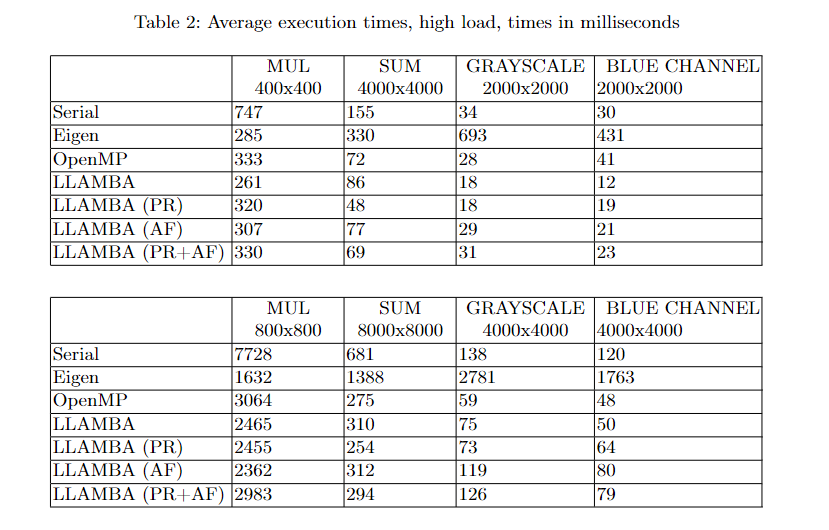 Table 2: Average execution times, high load, times in milliseconds
MUL SUM GRAYSCALE BLUE CHANNEL
400x400 4000x4000 2000x2000 2000x2000
Serial 747 155 34 30
Eigen 285 330 693 431
OpenMP 333 72 28 41
LLAMBA 261 86 18 12
LLAMBA (PR) 320 48 18 19
LLAMBA (AF) 307 77 29 21
LLAMBA (PR+AF) 330 69 31 23
MUL SUM GRAYSCALE BLUE CHANNEL
800x800 8000x8000 4000x4000 4000x4000
Serial 7728 681 138 120
Eigen 1632 1388 2781 1763
OpenMP 3064 275 59 48
LLAMBA 2465 310 75 50
LLAMBA (PR) 2455 254 73 64
LLAMBA (AF) 2362 312 119 80
LLAMBA (PR+AF) 2983 294 126 79